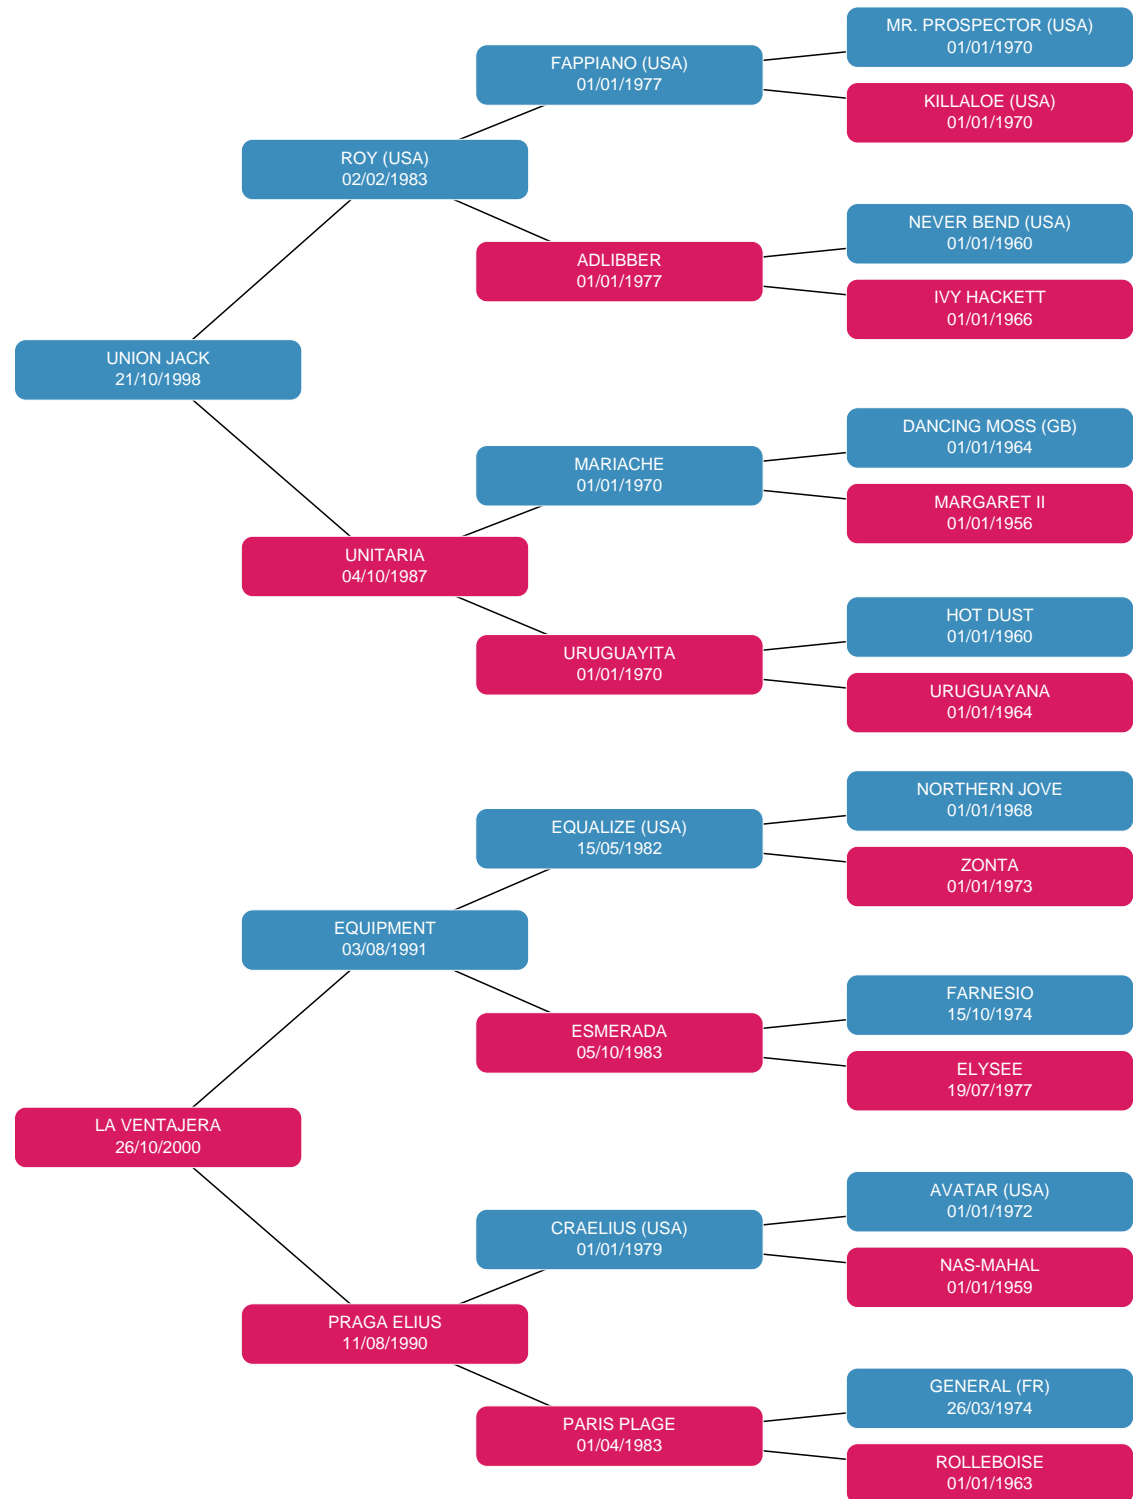 MR. PROSPECTOR (USA)
01/01/1970
FAPPIANO (USA)
01/01/1977
KILLALOE (USA)
01/01/1970
ROY (USA)
02/02/1983
NEVER BEND (USA)
01/01/1960
ADLIBBER
01/01/1977
IVY HACKETT
01/01/1966
UNION JACK
21/10/1998
DANCING MOSS (GB)
01/01/1964
MARIACHE
01/01/1970
MARGARET II
01/01/1956
UNITARIA
04/10/1987
HOT DUST
01/01/1960
URUGUAYITA
01/01/1970
URUGUAYANA
01/01/1964
NORTHERN JOVE
01/01/1968
EQUALIZE (USA)
15/05/1982
ZONTA
01/01/1973
EQUIPMENT
03/08/1991
FARNESIO
15/10/1974
ESMERADA
05/10/1983
ELYSEE
19/07/1977
LA VENTAJERA
26/10/2000
AVATAR (USA)
01/01/1972
CRAELIUS (USA)
01/01/1979
NAS-MAHAL
01/01/1959
PRAGA ELIUS
11/08/1990
GENERAL (FR)
26/03/1974
PARIS PLAGE
01/04/1983
ROLLEBOISE
01/01/1963